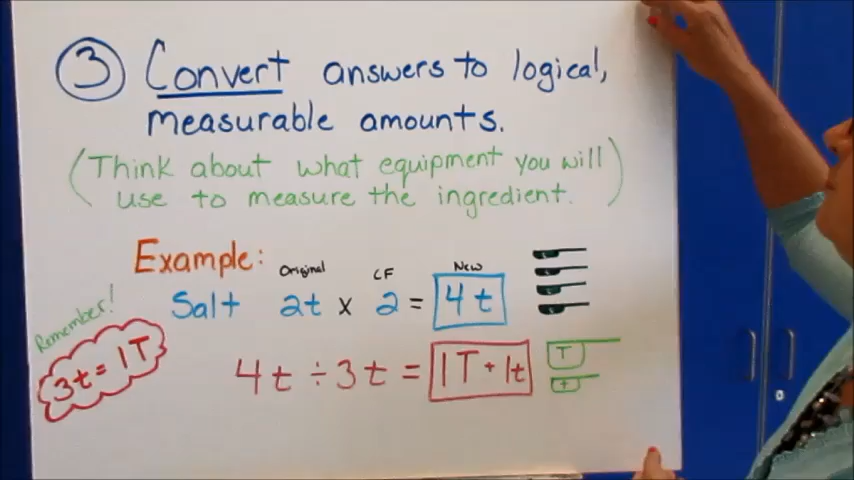 3 Convert answers to logical,
measurable amounts.
(Think about what equipment you will
use to measure the ingredient.)
Example:
Original CF New
Salt 2t x 2 = 4t
Remember!
3t = 1T
4t ÷ 3t = 1T + 1t
T
t